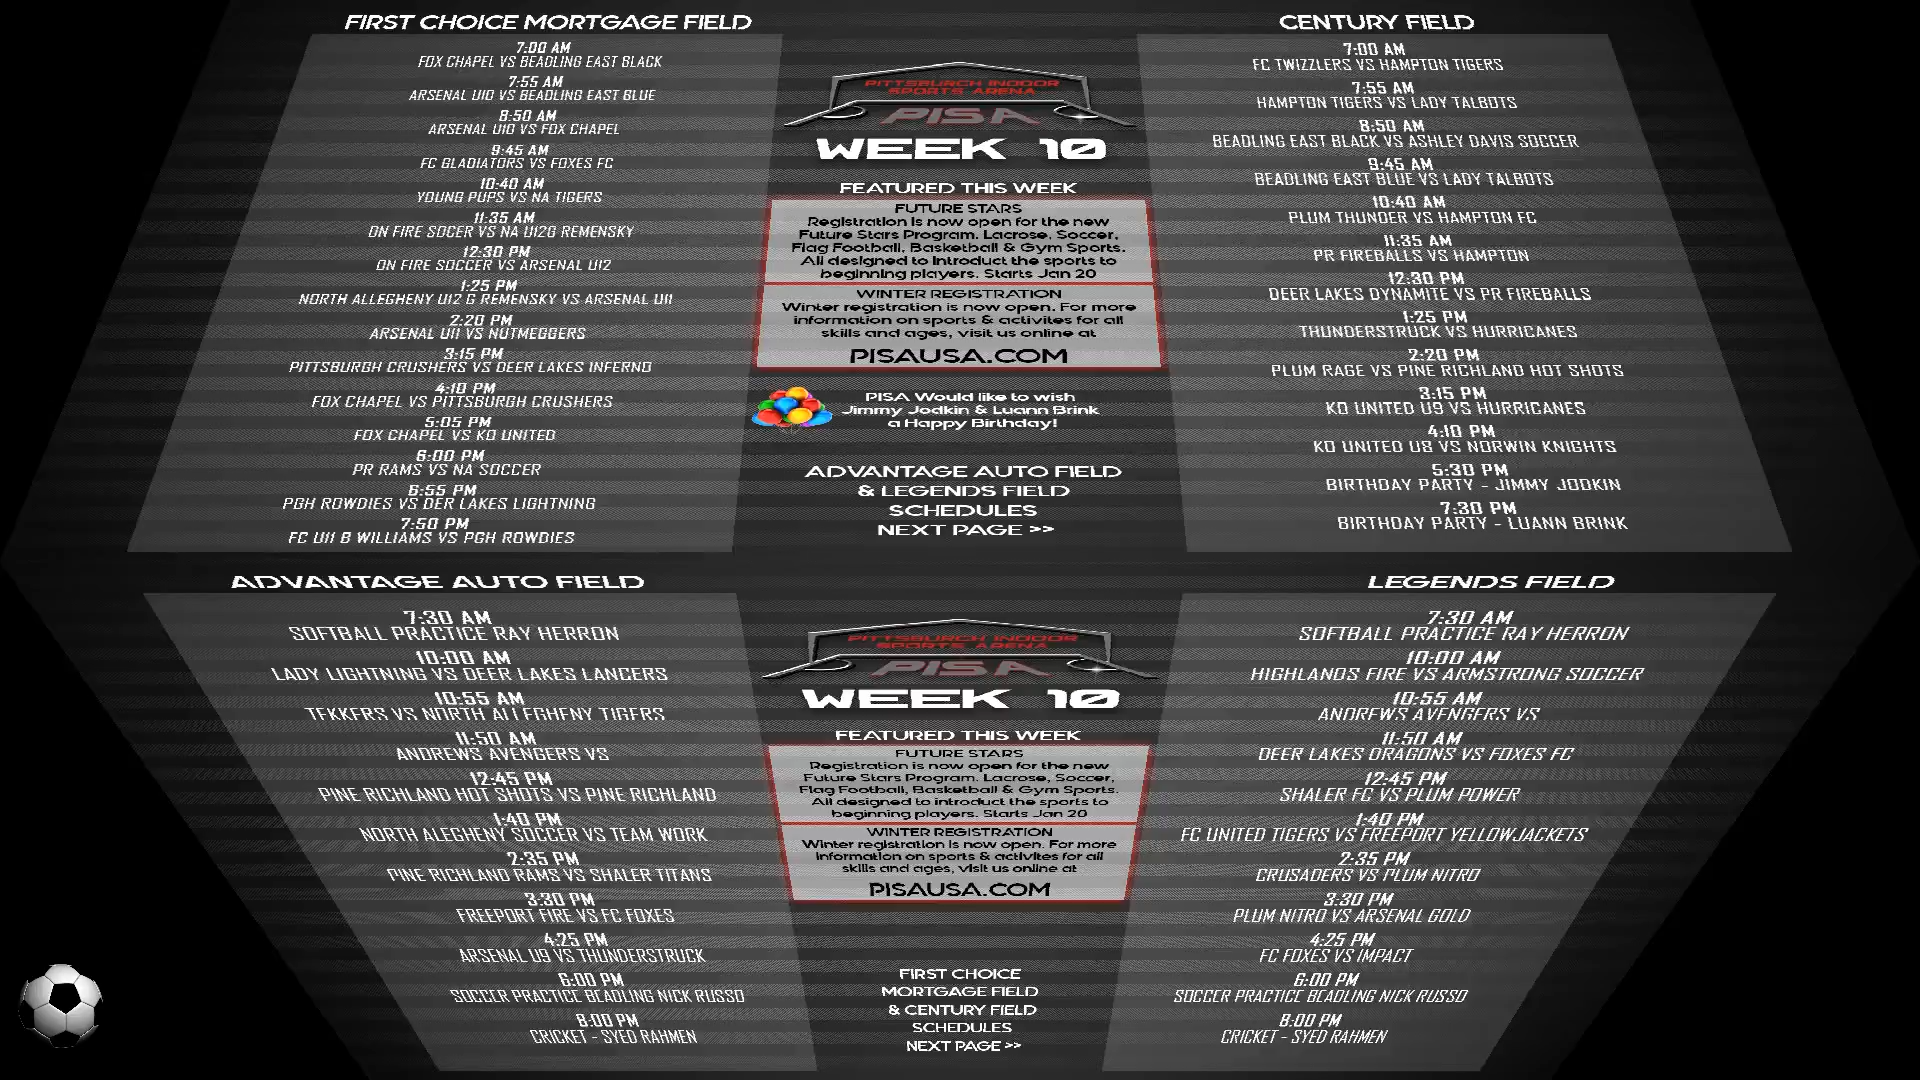 FIRST CHOICE MORTGAGE FIELD
7:00 AM
FOX CHAPEL VS BEADLING EAST BLACK
7:55 AM
ARSENAL U10 VS BEADLING EAST BLUE
8:50 AM
ARSENAL U10 VS FOX CHAPEL
9:45 AM
FC GLADIATORS VS FOXES FC
10:40 AM
YOUNG PUPS VS NA TIGERS
11:35 AM
ON FIRE SOCER VS NA U12G REMENSKY
12:30 PM
ON FIRE SOCCER VS ARSENAL U12
1:25 PM
NORTH ALLEGHENY U12 G REMENSKY VS ARSENAL U11
2:20 PM
ARSENAL U11 VS NUTMEGGERS
3:15 PM
PITTSBURGH CRUSHERS VS DEER LAKES INFERNO
4:10 PM
FOX CHAPEL VS PITTSBURGH CRUSHERS
5:05 PM
FOX CHAPEL VS KO UNITED
6:00 PM
PR RAMS VS NA SOCCER
6:55 PM
PGH ROWDIES VS DER LAKES LIGHTNING
7:50 PM
FC U11 B WILLIAMS VS PGH ROWDIES
PITTSBURGH INDOOR
SPORTS ARENA
PISA
WEEK 10
FEATURED THIS WEEK
FUTURE STARS
Registration is now open for the new
Future Stars Program. Lacrose, Soccer,
Flag Football, Basketball & Gym Sports.
All designed to introduct the sports to
beginning players. Starts Jan 20
WINTER REGISTRATION
Winter registration is now open. For more
information on sports & activites for all
skills and ages, visit us online at
PISAUSA.COM
PISA Would like to wish
Jimmy Jodkin & Luann Brink
a Happy Birthday!
ADVANTAGE AUTO FIELD
& LEGENDS FIELD
SCHEDULES
NEXT PAGE >>
CENTURY FIELD
7:00 AM
FC TWIZZLERS VS HAMPTON TIGERS
7:55 AM
HAMPTON TIGERS VS LADY TALBOTS
8:50 AM
BEADLING EAST BLACK VS ASHLEY DAVIS SOCCER
9:45 AM
BEADLING EAST BLUE VS LADY TALBOTS
10:40 AM
PLUM THUNDER VS HAMPTON FC
11:35 AM
PR FIREBALLS VS HAMPTON
12:30 PM
DEER LAKES DYNAMITE VS PR FIREBALLS
1:25 PM
THUNDERSTRUCK VS HURRICANES
2:20 PM
PLUM RAGE VS PINE RICHLAND HOT SHOTS
3:15 PM
KO UNITED U9 VS HURRICANES
4:10 PM
KO UNITED U8 VS NORWIN KNIGHTS
5:30 PM
BIRTHDAY PARTY - JIMMY JODKIN
7:30 PM
BIRTHDAY PARTY - LUANN BRINK
ADVANTAGE AUTO FIELD
7:30 AM
SOFTBALL PRACTICE RAY HERRON
10:00 AM
LADY LIGHTNING VS DEER LAKES LANCERS
10:55 AM
TEKKERS VS NORTH ALLEGHENY TIGERS
11:50 AM
ANDREWS AVENGERS VS
12:45 PM
PINE RICHLAND HOT SHOTS VS PINE RICHLAND
1:40 PM
NORTH ALEGHENY SOCCER VS TEAM WORK
2:35 PM
PINE RICHLAND RAMS VS SHALER TITANS
3:30 PM
FREEPORT FIRE VS FC FOXES
4:25 PM
ARSENAL U9 VS THUNDERSTRUCK
6:00 PM
SOCCER PRACTICE BEADLING NICK RUSSO
8:00 PM
CRICKET - SYED RAHMEN
PITTSBURGH INDOOR
SPORTS ARENA
PISA
WEEK 10
FEATURED THIS WEEK
FUTURE STARS
Registration is now open for the new
Future Stars Program. Lacrose, Soccer,
Flag Football, Basketball & Gym Sports.
All designed to introduct the sports to
beginning players. Starts Jan 20
WINTER REGISTRATION
Winter registration is now open. For more
information on sports & activites for all
skills and ages, visit us online at
PISAUSA.COM
FIRST CHOICE
MORTGAGE FIELD
& CENTURY FIELD
SCHEDULES
NEXT PAGE >>
LEGENDS FIELD
7:30 AM
SOFTBALL PRACTICE RAY HERRON
10:00 AM
HIGHLANDS FIRE VS ARMSTRONG SOCCER
10:55 AM
ANDREWS AVENGERS VS
11:50 AM
DEER LAKES DRAGONS VS FOXES FC
12:45 PM
SHALER FC VS PLUM POWER
1:40 PM
FC UNITED TIGERS VS FREEPORT YELLOWJACKETS
2:35 PM
CRUSADERS VS PLUM NITRO
3:30 PM
PLUM NITRO VS ARSENAL GOLD
4:25 PM
FC FOXES VS IMPACT
6:00 PM
SOCCER PRACTICE BEADLING NICK RUSSO
8:00 PM
CRICKET - SYED RAHMEN